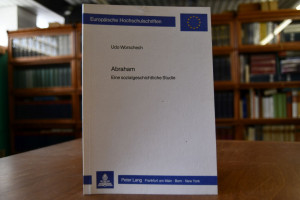 Europäische Hochschulschriften
Udo Worschech
Abraham
Eine sozialgeschichtliche Studie
Peter Lang
Frankfurt am Main · Bern · New York